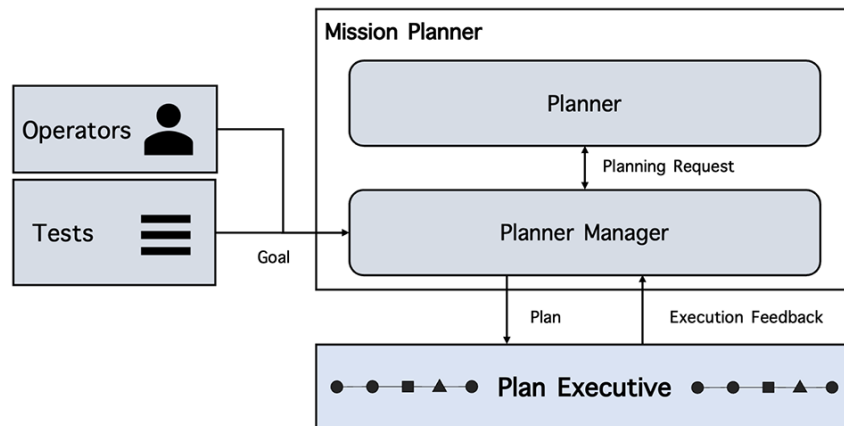 Mission Planner
Planner
Operators
Planning Request
Tests
Planner Manager
Goal
Plan
Execution Feedback
Plan Executive